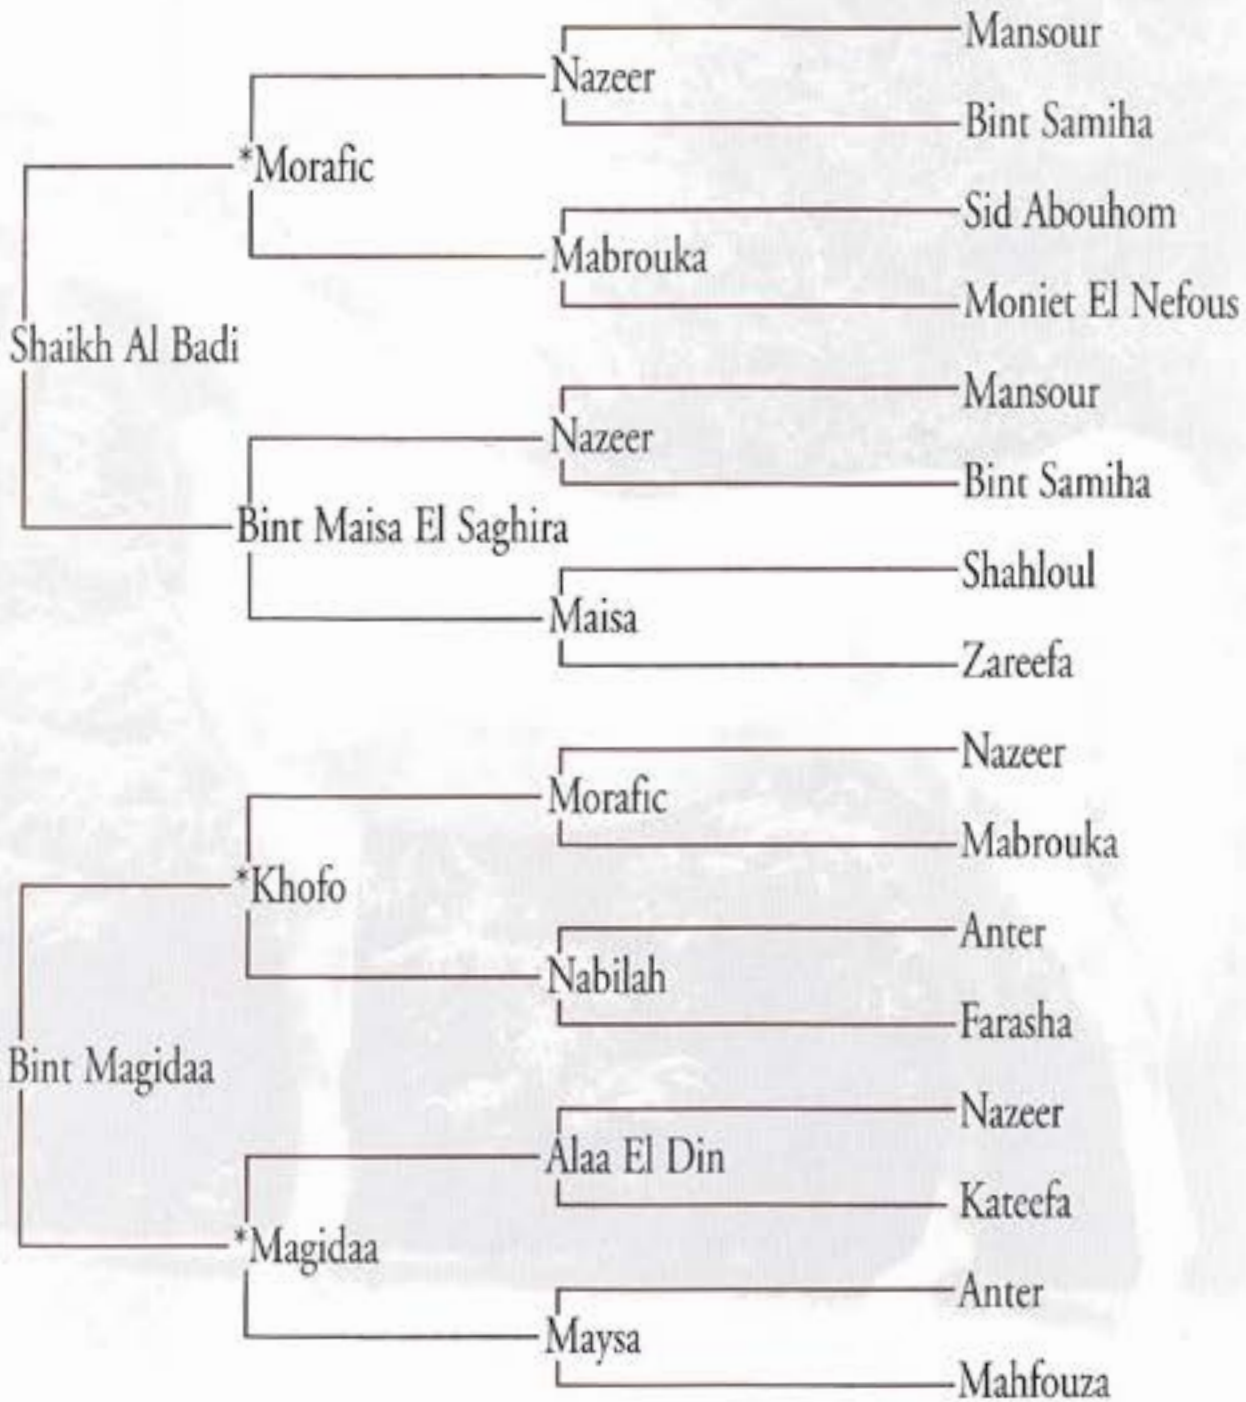 Mansour
Nazeer
Bint Samiha
*Morafic
Sid Abouhom
Mabrouka
Moniet El Nefous
Shaikh Al Badi
Mansour
Nazeer
Bint Samiha
Bint Maisa El Saghira
Shahloul
Maisa
Zareefa
Nazeer
Morafic
Mabrouka
*Khofo
Anter
Nabilah
Farasha
Bint Magidaa
Nazeer
Alaa El Din
Kateefa
*Magidaa
Anter
Maysa
Mahfouza